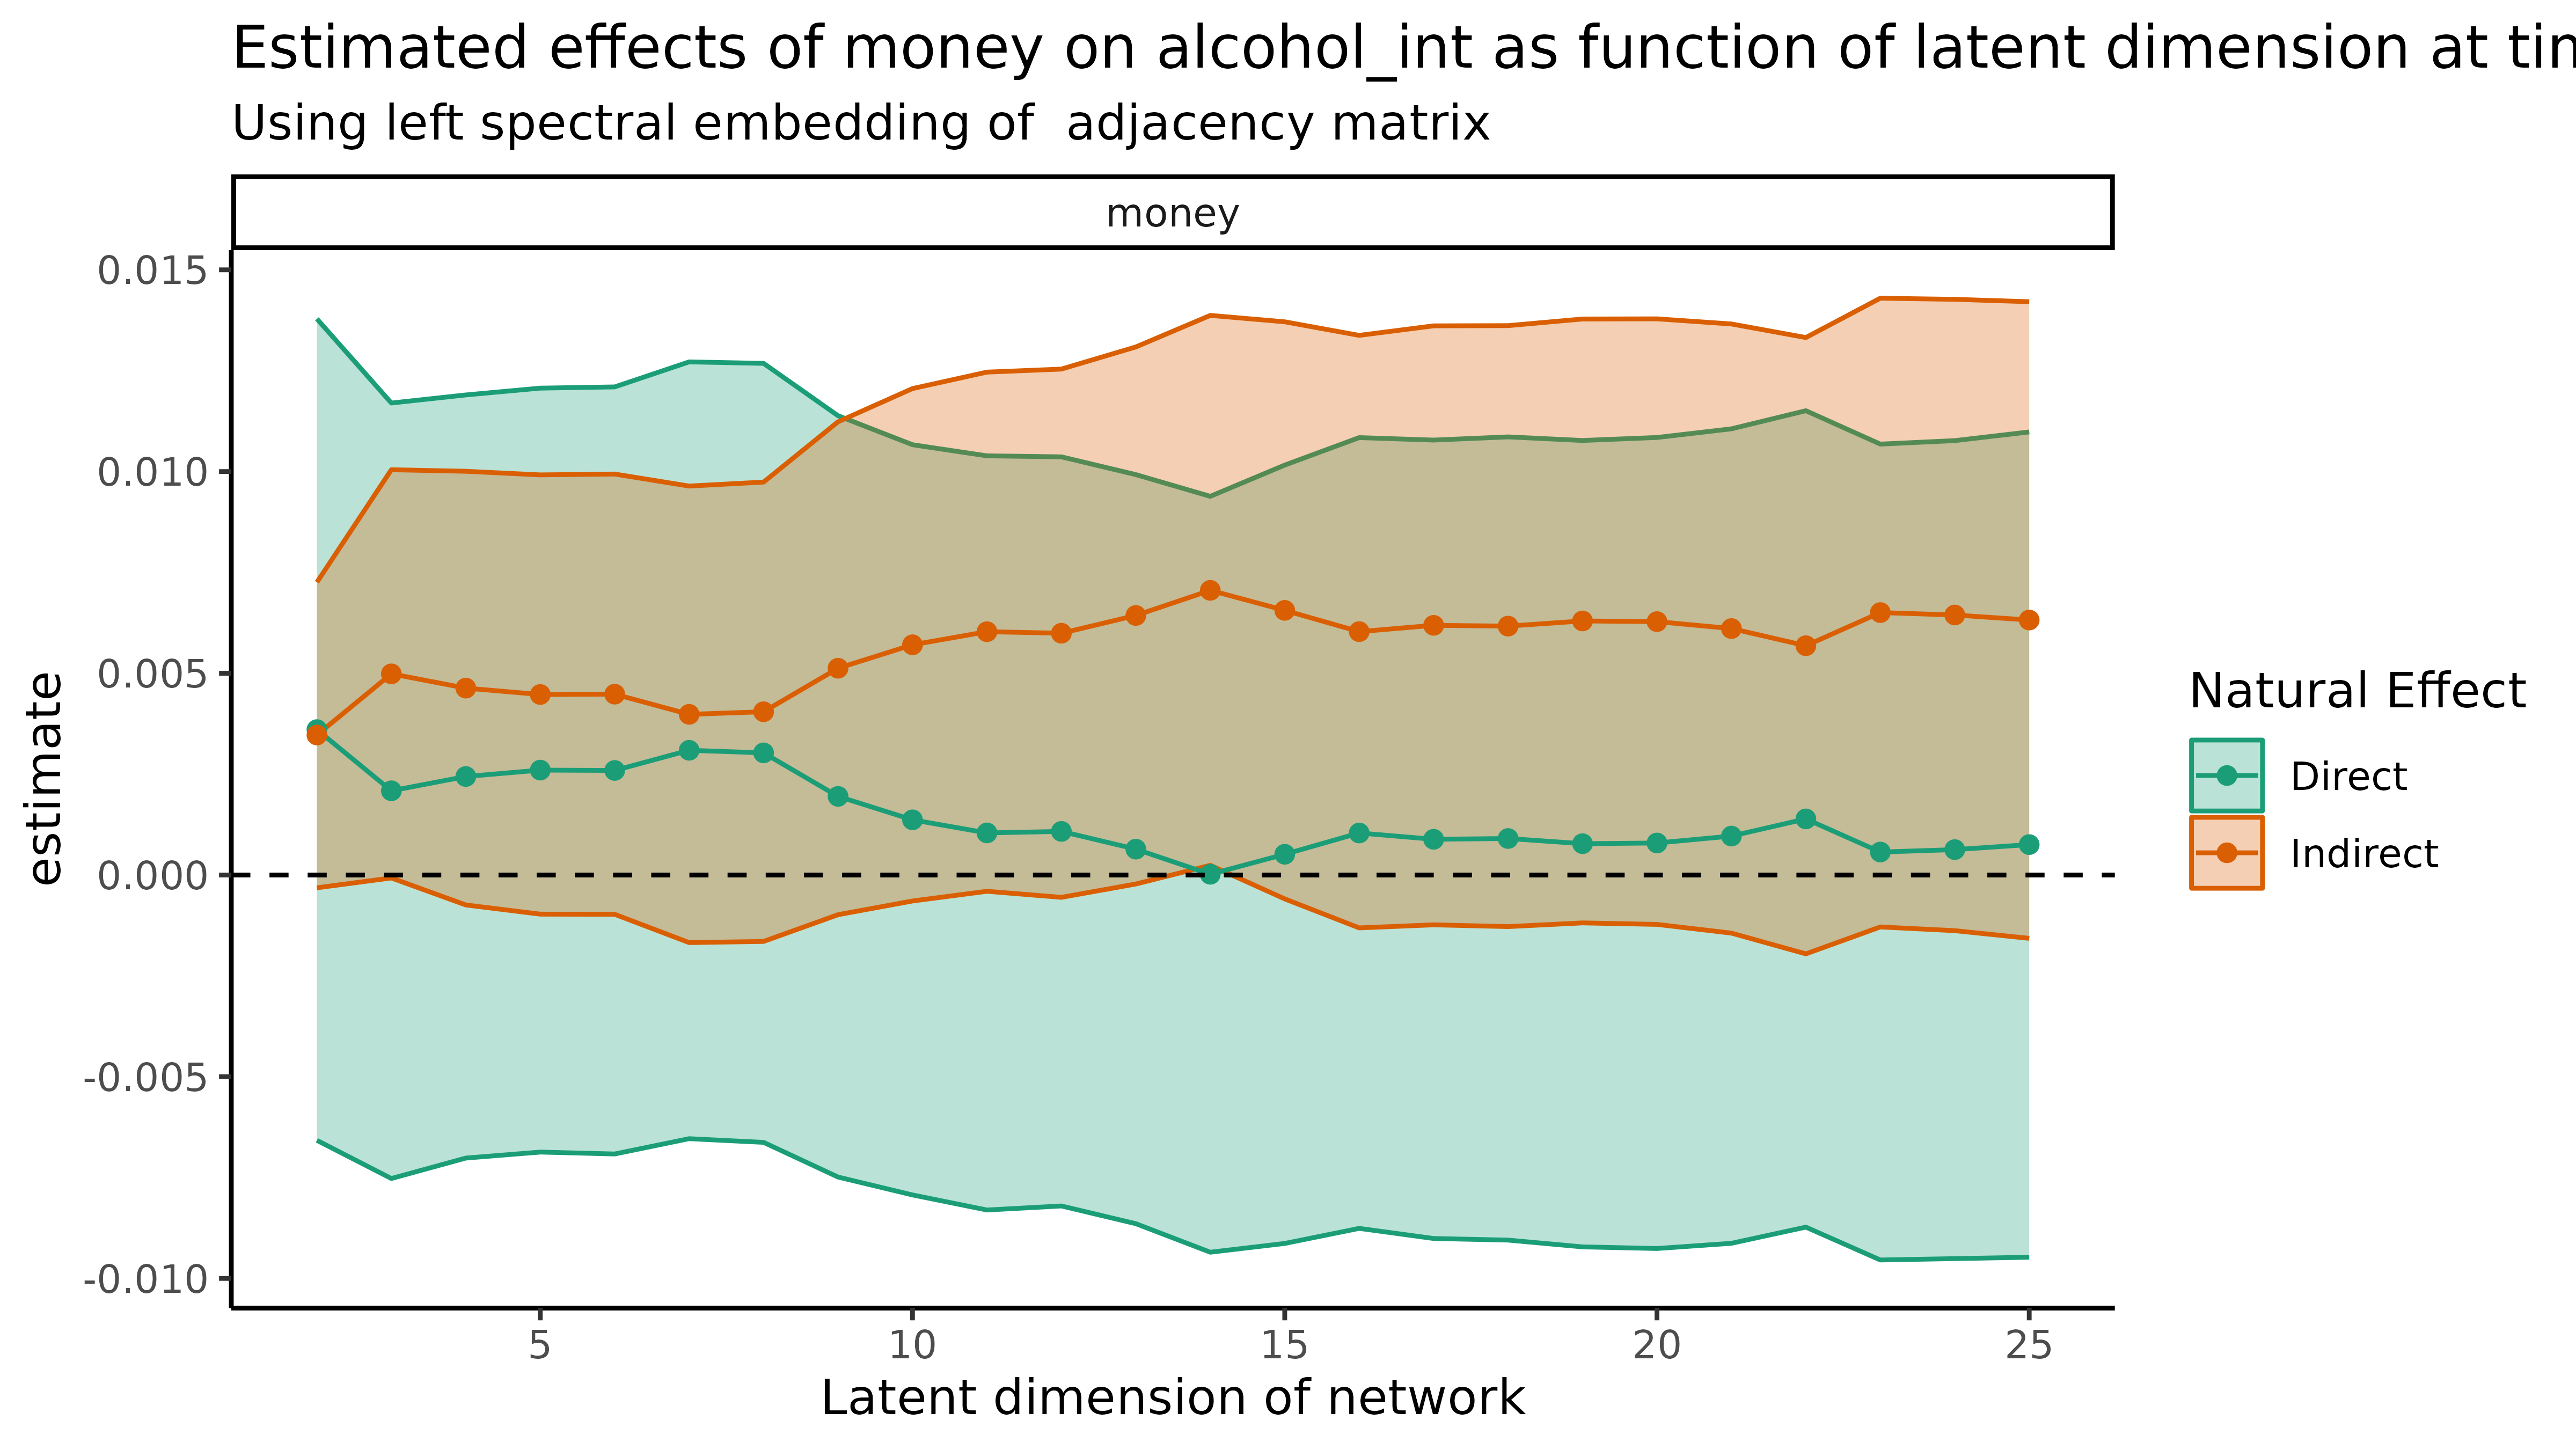 Estimated effects of money on alcohol_int as function of latent dimension at
Using left spectral embedding of  adjacency matrix
money
0.015
0.010
0.005
0.000
-0.005
-0.010
estimate
5 10 15 20 25
Latent dimension of network
Natural Effect
Direct
Indirect